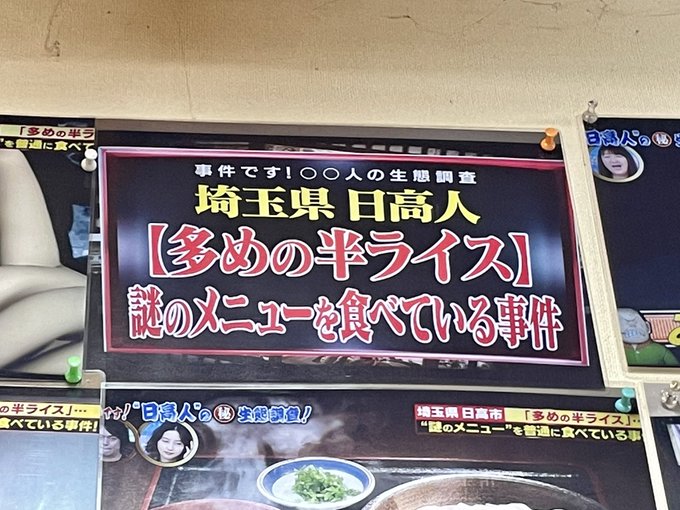 「多めの半ラ
を普通に食べて
事件です!○○人の生態調査
埼玉県 日高人
【多めの半ライス】
謎のメニューを食べている事件
"日高人"の㊙
の半ライス」…
食べている事件!
"日高人"の㊙生態調査!
埼玉県 日高市 「多めの半ライス」…
"謎のメニュー"を普通に食べている事